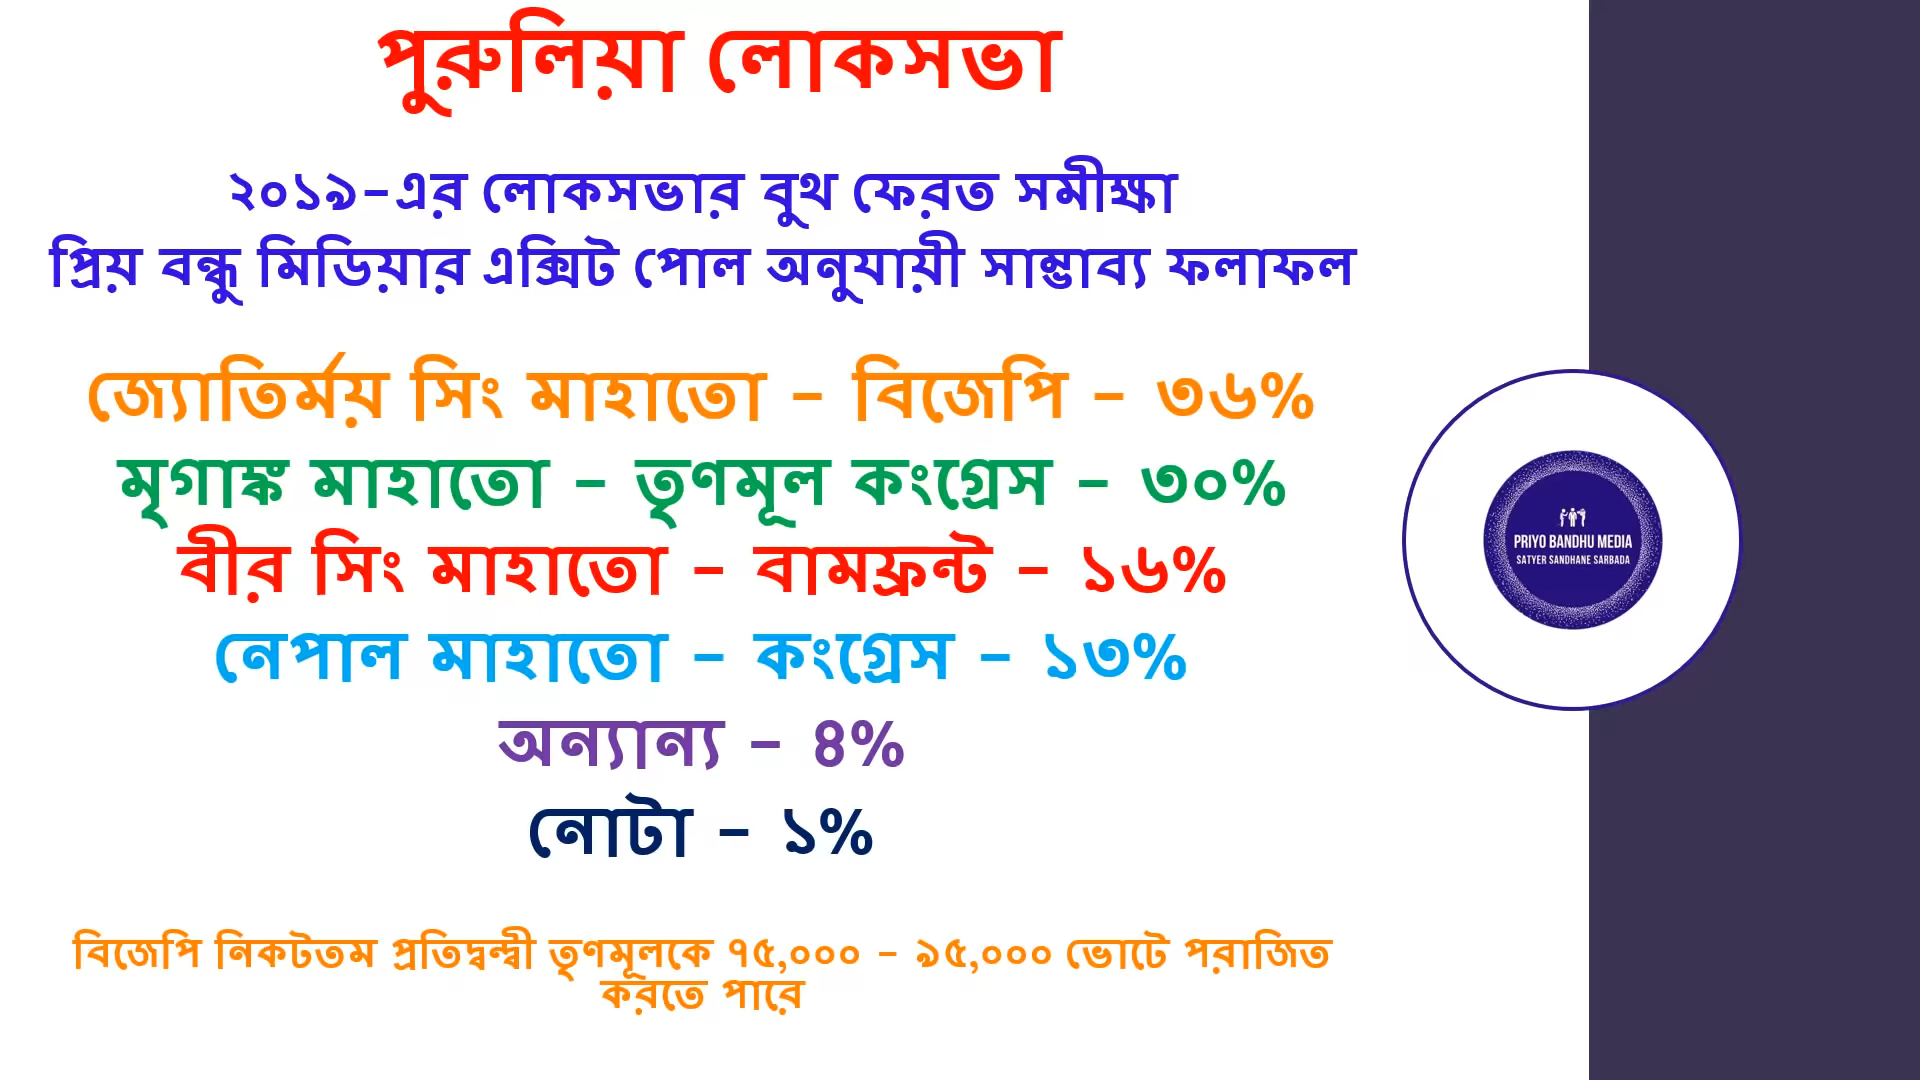 পুরুলিয়া লোকসভা
২০১৯-এর লোকসভার বুথ ফেরত সমীক্ষা
প্রিয় বন্ধু মিডিয়ার এক্সিট পোল অনুযায়ী সাম্ভাব্য ফলাফল
জ্যোতির্ময় সিং মাহাতো - বিজেপি - ৩৬%
মৃগাঙ্ক মাহাতো - তৃণমূল কংগ্রেস - ৩০%
বীর সিং মাহাতো - বামফ্রন্ট - ১৬%
নেপাল মাহাতো - কংগ্রেস - ১৩%
অন্যান্য - ৪%
নোটা - ১%
বিজেপি নিকটতম প্রতিদ্বন্দ্বী তৃণমূলকে ৭৫,০০০ - ৯৫,০০০ ভোটে পরাজিত
করতে পারে
PRIYO BANDHU MEDIA
SATYER SANDHANE SARBADA